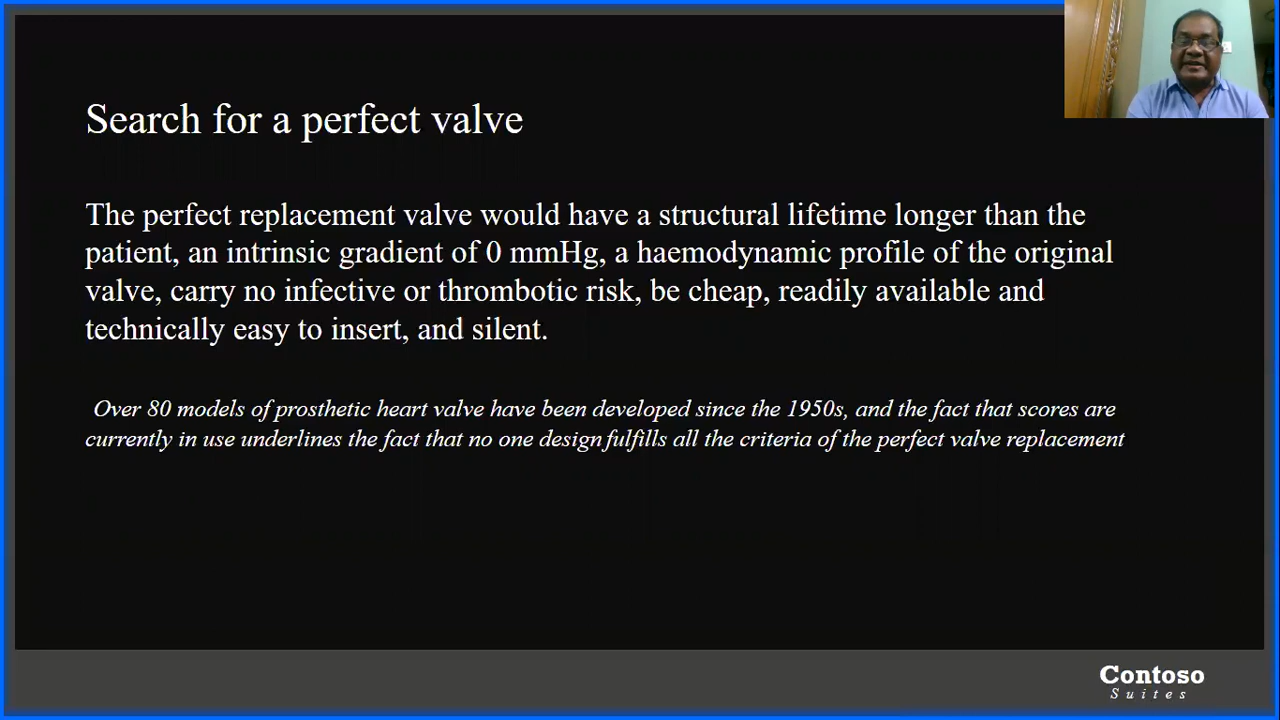 Search for a perfect valve
The perfect replacement valve would have a structural lifetime longer than the
patient, an intrinsic gradient of 0 mmHg, a haemodynamic profile of the original
valve, carry no infective or thrombotic risk, be cheap, readily available and
technically easy to insert, and silent.
Over 80 models of prosthetic heart valve have been developed since the 1950s, and the fact that scores are
currently in use underlines the fact that no one design fulfills all the criteria of the perfect valve replacement
Contoso
Suites